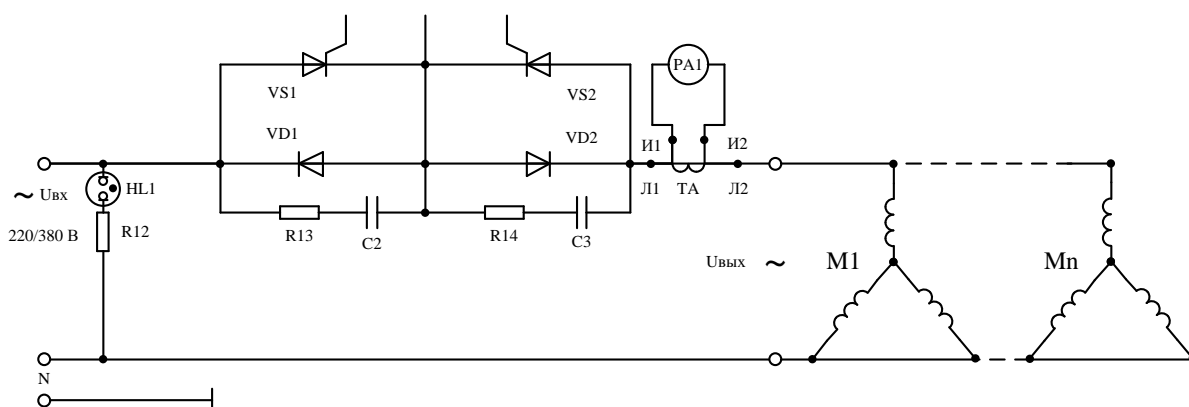 PA1
VS1
VS2
VD1
VD2
И1
И2
Л1
TA
Л2
~ Uвх
HL1
220/380 В
R12
R13
C2
R14
C3
Uвых ~
M1
Mn
N